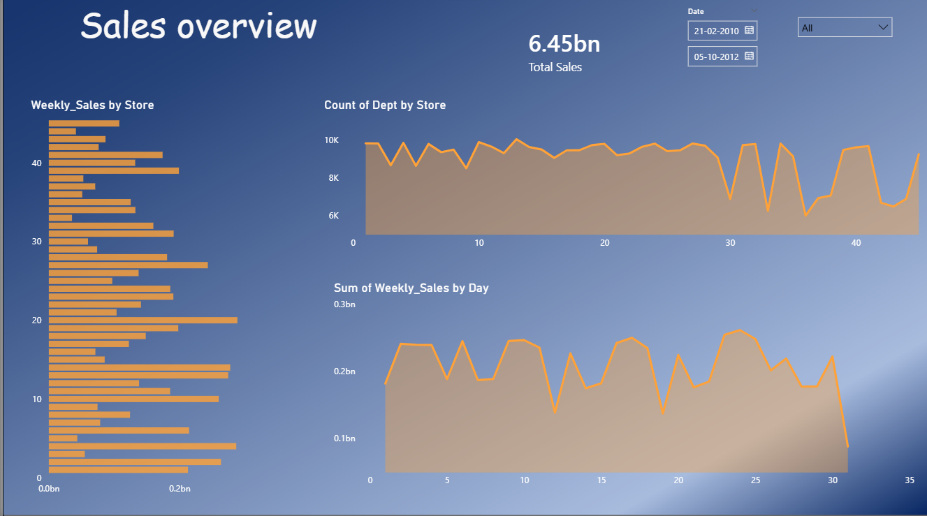 Sales overview
6.45bn
Total Sales
Date
21-02-2010
05-10-2012
All
Weekly_Sales by Store
40
30
20
10
0
0.0bn
0.2bn
Count of Dept by Store
10K
8K
6K
0
10
20
30
40
Sum of Weekly_Sales by Day
0.3bn
0.2bn
0.1bn
0
5
10
15
20
25
30
35